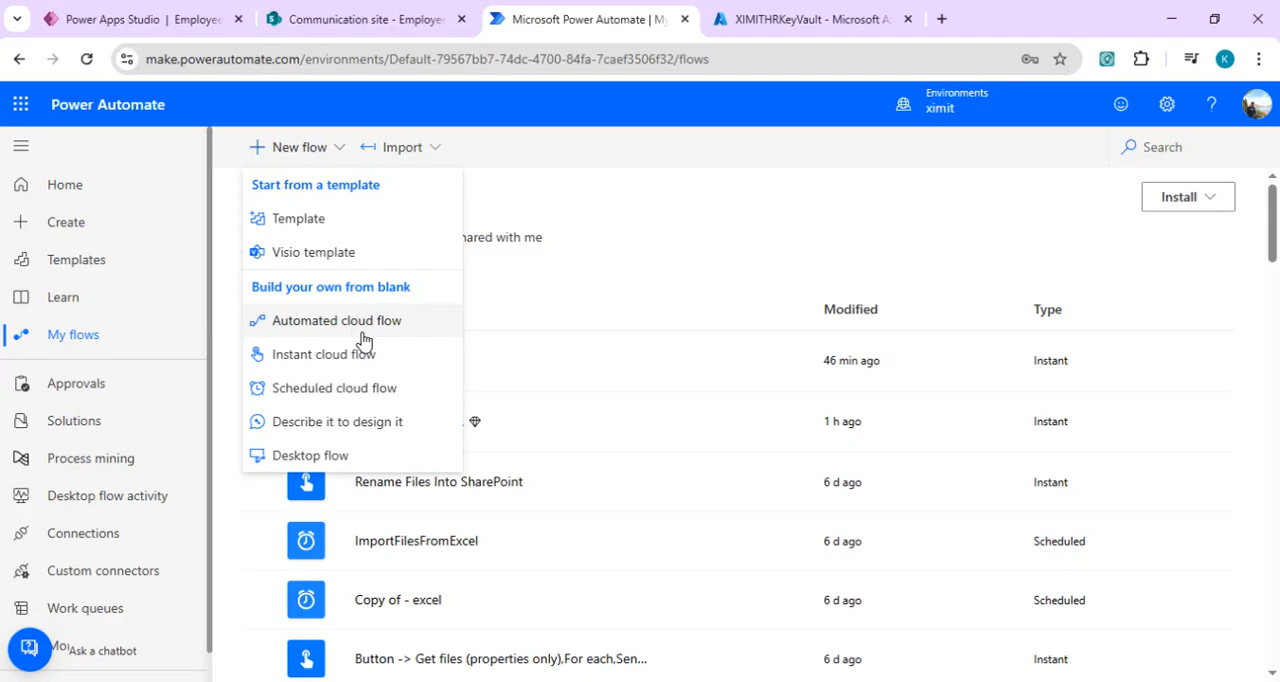 Power Apps Studio | Employee
Communication site - Employee
Microsoft Power Automate | My
XIMITHRKeyVault - Microsoft A
make.powerautomate.com/environments/Default-79567bb7-74dc-4700-84fa-7caef3506f32/flows
K
Power Automate
Environments
ximit
New flow
Import
Search
Home
Create
Templates
Learn
My flows
Approvals
Solutions
Process mining
Desktop flow activity
Connections
Custom connectors
Work queues
Ask a chatbot
Start from a template
Template
Visio template
Build your own from blank
Automated cloud flow
Instant cloud flow
Scheduled cloud flow
Describe it to design it
Desktop flow
Install
hared with me
Modified
Type
46 min ago
Instant
1 h ago
Instant
Rename Files Into SharePoint
6 d ago
Instant
ImportFilesFromExcel
6 d ago
Scheduled
Copy of - excel
6 d ago
Scheduled
Button -> Get files (properties only),For each,Sen...
6 d ago
Instant